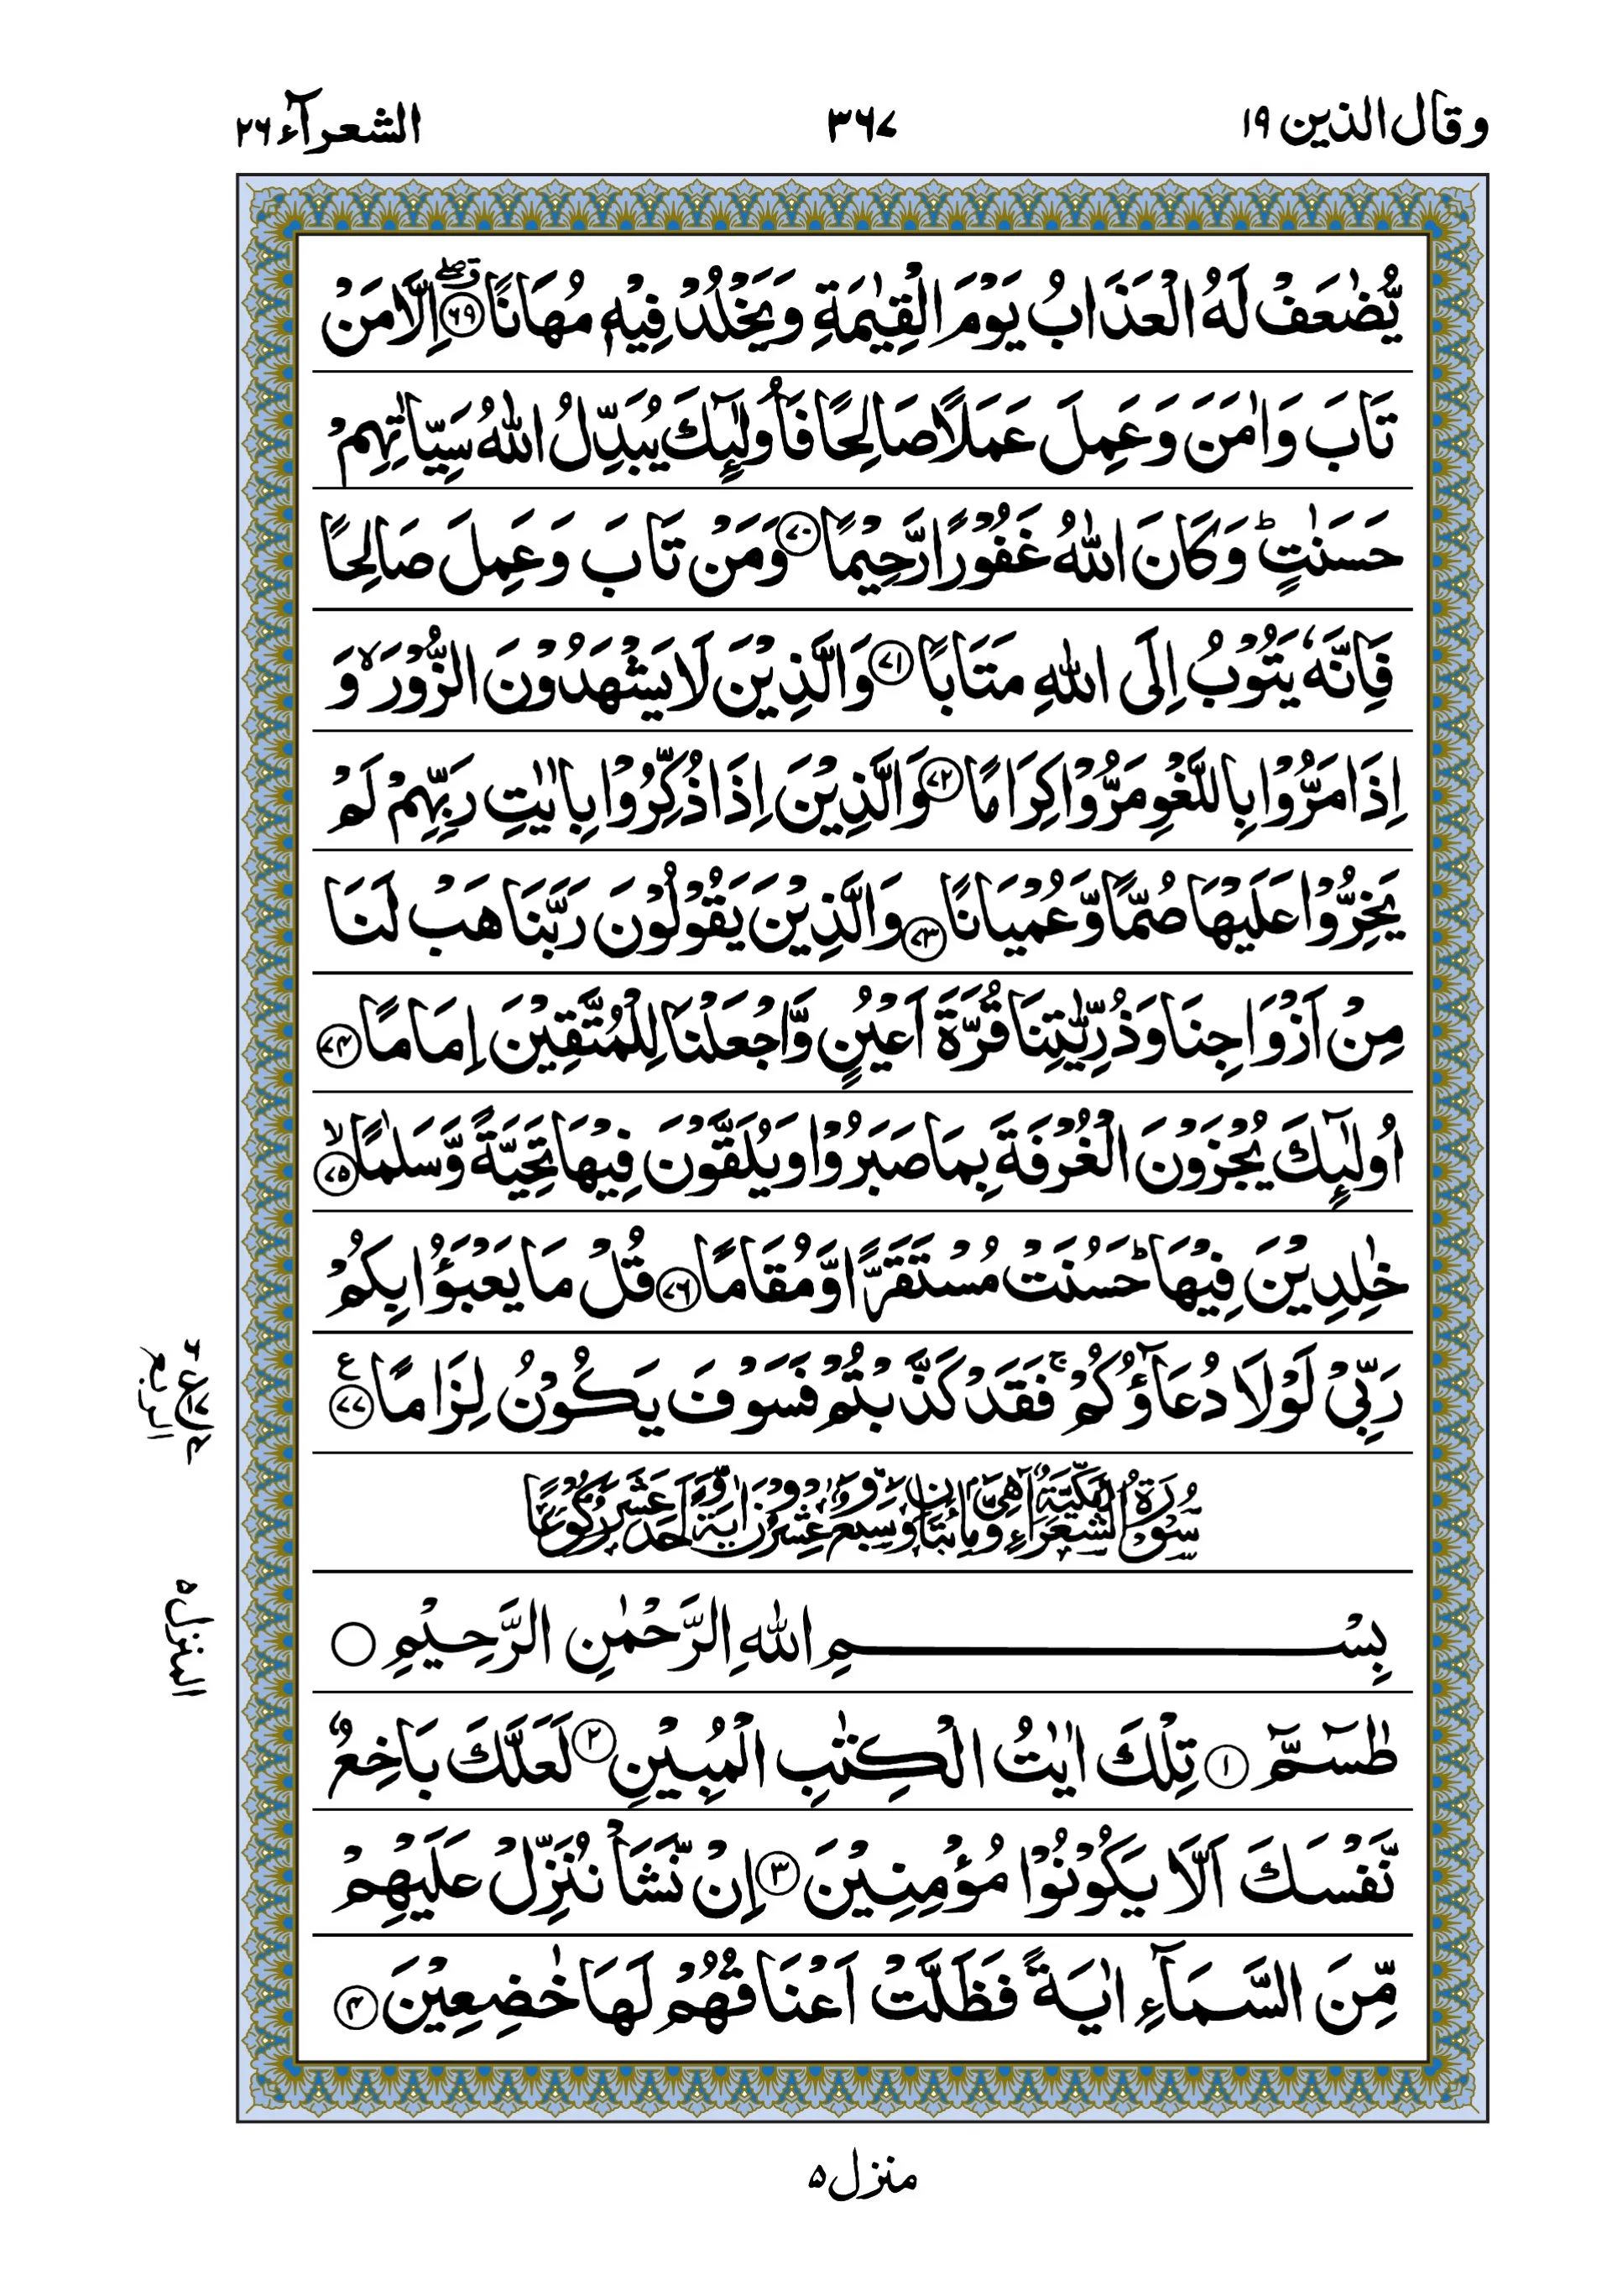 وقال الذين ١٩
٣٦٧
الشعرآء ٢٦
يُّضٰعَفْ لَهُ الْعَذَابُ يَوْمَ الْقِيٰمَةِ وَيَخْلُدْ فِيْهٖ مُهَانًا ﴿٦٩﴾ اِلَّا مَنْ
تَابَ وَاٰمَنَ وَعَمِلَ عَمَلًا صَالِحًا فَاُولٰٓئِكَ يُبَدِّلُ اللّٰهُ سَيِّاٰتِهِمْ
حَسَنٰتٍ ؕ وَكَانَ اللّٰهُ غَفُوْرًا رَّحِيْمًا ﴿٧٠﴾ وَمَنْ تَابَ وَعَمِلَ صَالِحًا
فَاِنَّهٗ يَتُوْبُ اِلَى اللّٰهِ مَتَابًا ﴿٧١﴾ وَالَّذِيْنَ لَا يَشْهَدُوْنَ الزُّوْرَ ۙ وَ
اِذَا مَرُّوْا بِاللَّغْوِ مَرُّوْا كِرَامًا ﴿٧٢﴾ وَالَّذِيْنَ اِذَا ذُكِّرُوْا بِاٰيٰتِ رَبِّهِمْ لَمْ
يَخِرُّوْا عَلَيْهَا صُمًّا وَّعُمْيَانًا ﴿٧٣﴾ وَالَّذِيْنَ يَقُوْلُوْنَ رَبَّنَا هَبْ لَنَا
مِنْ اَزْوَاجِنَا وَذُرِّيّٰتِنَا قُرَّةَ اَعْيُنٍ وَّاجْعَلْنَا لِلْمُتَّقِيْنَ اِمَامًا ﴿٧٤﴾
اُولٰٓئِكَ يُجْزَوْنَ الْغُرْفَةَ بِمَا صَبَرُوْا وَيُلَقَّوْنَ فِيْهَا تَحِيَّةً وَّسَلٰمًا ۙ ﴿٧٥﴾
خٰلِدِيْنَ فِيْهَا ؕ حَسُنَتْ مُسْتَقَرًّا وَّمُقَامًا ﴿٧٦﴾ قُلْ مَا يَعْبَؤُا بِكُمْ
رَبِّيْ لَوْلَا دُعَآؤُكُمْ ۚ فَقَدْ كَذَّبْتُمْ فَسَوْفَ يَكُوْنُ لِزَامًا ﴿٧٧﴾ ع
الربع
سُوْرَةُ الشُّعَرَآءِ مَكِّيَّةٌ وَّهِيَ مِائَتَانِ وَسَبْعٌ وَّعِشْرُوْنَ اٰيَةً وَّاَحَدَ عَشَرَ رُكُوْعًا
المنزل ٥
بِسْمِ اللّٰهِ الرَّحْمٰنِ الرَّحِيْمِ
طٰسٓمّٓ ﴿١﴾ تِلْكَ اٰيٰتُ الْكِتٰبِ الْمُبِيْنِ ﴿٢﴾ لَعَلَّكَ بَاخِعٌ
نَّفْسَكَ اَلَّا يَكُوْنُوْا مُؤْمِنِيْنَ ﴿٣﴾ اِنْ نَّشَاْ نُنَزِّلْ عَلَيْهِمْ
مِّنَ السَّمَآءِ اٰيَةً فَظَلَّتْ اَعْنَاقُهُمْ لَهَا خٰضِعِيْنَ ﴿٤﴾
منزل ٥